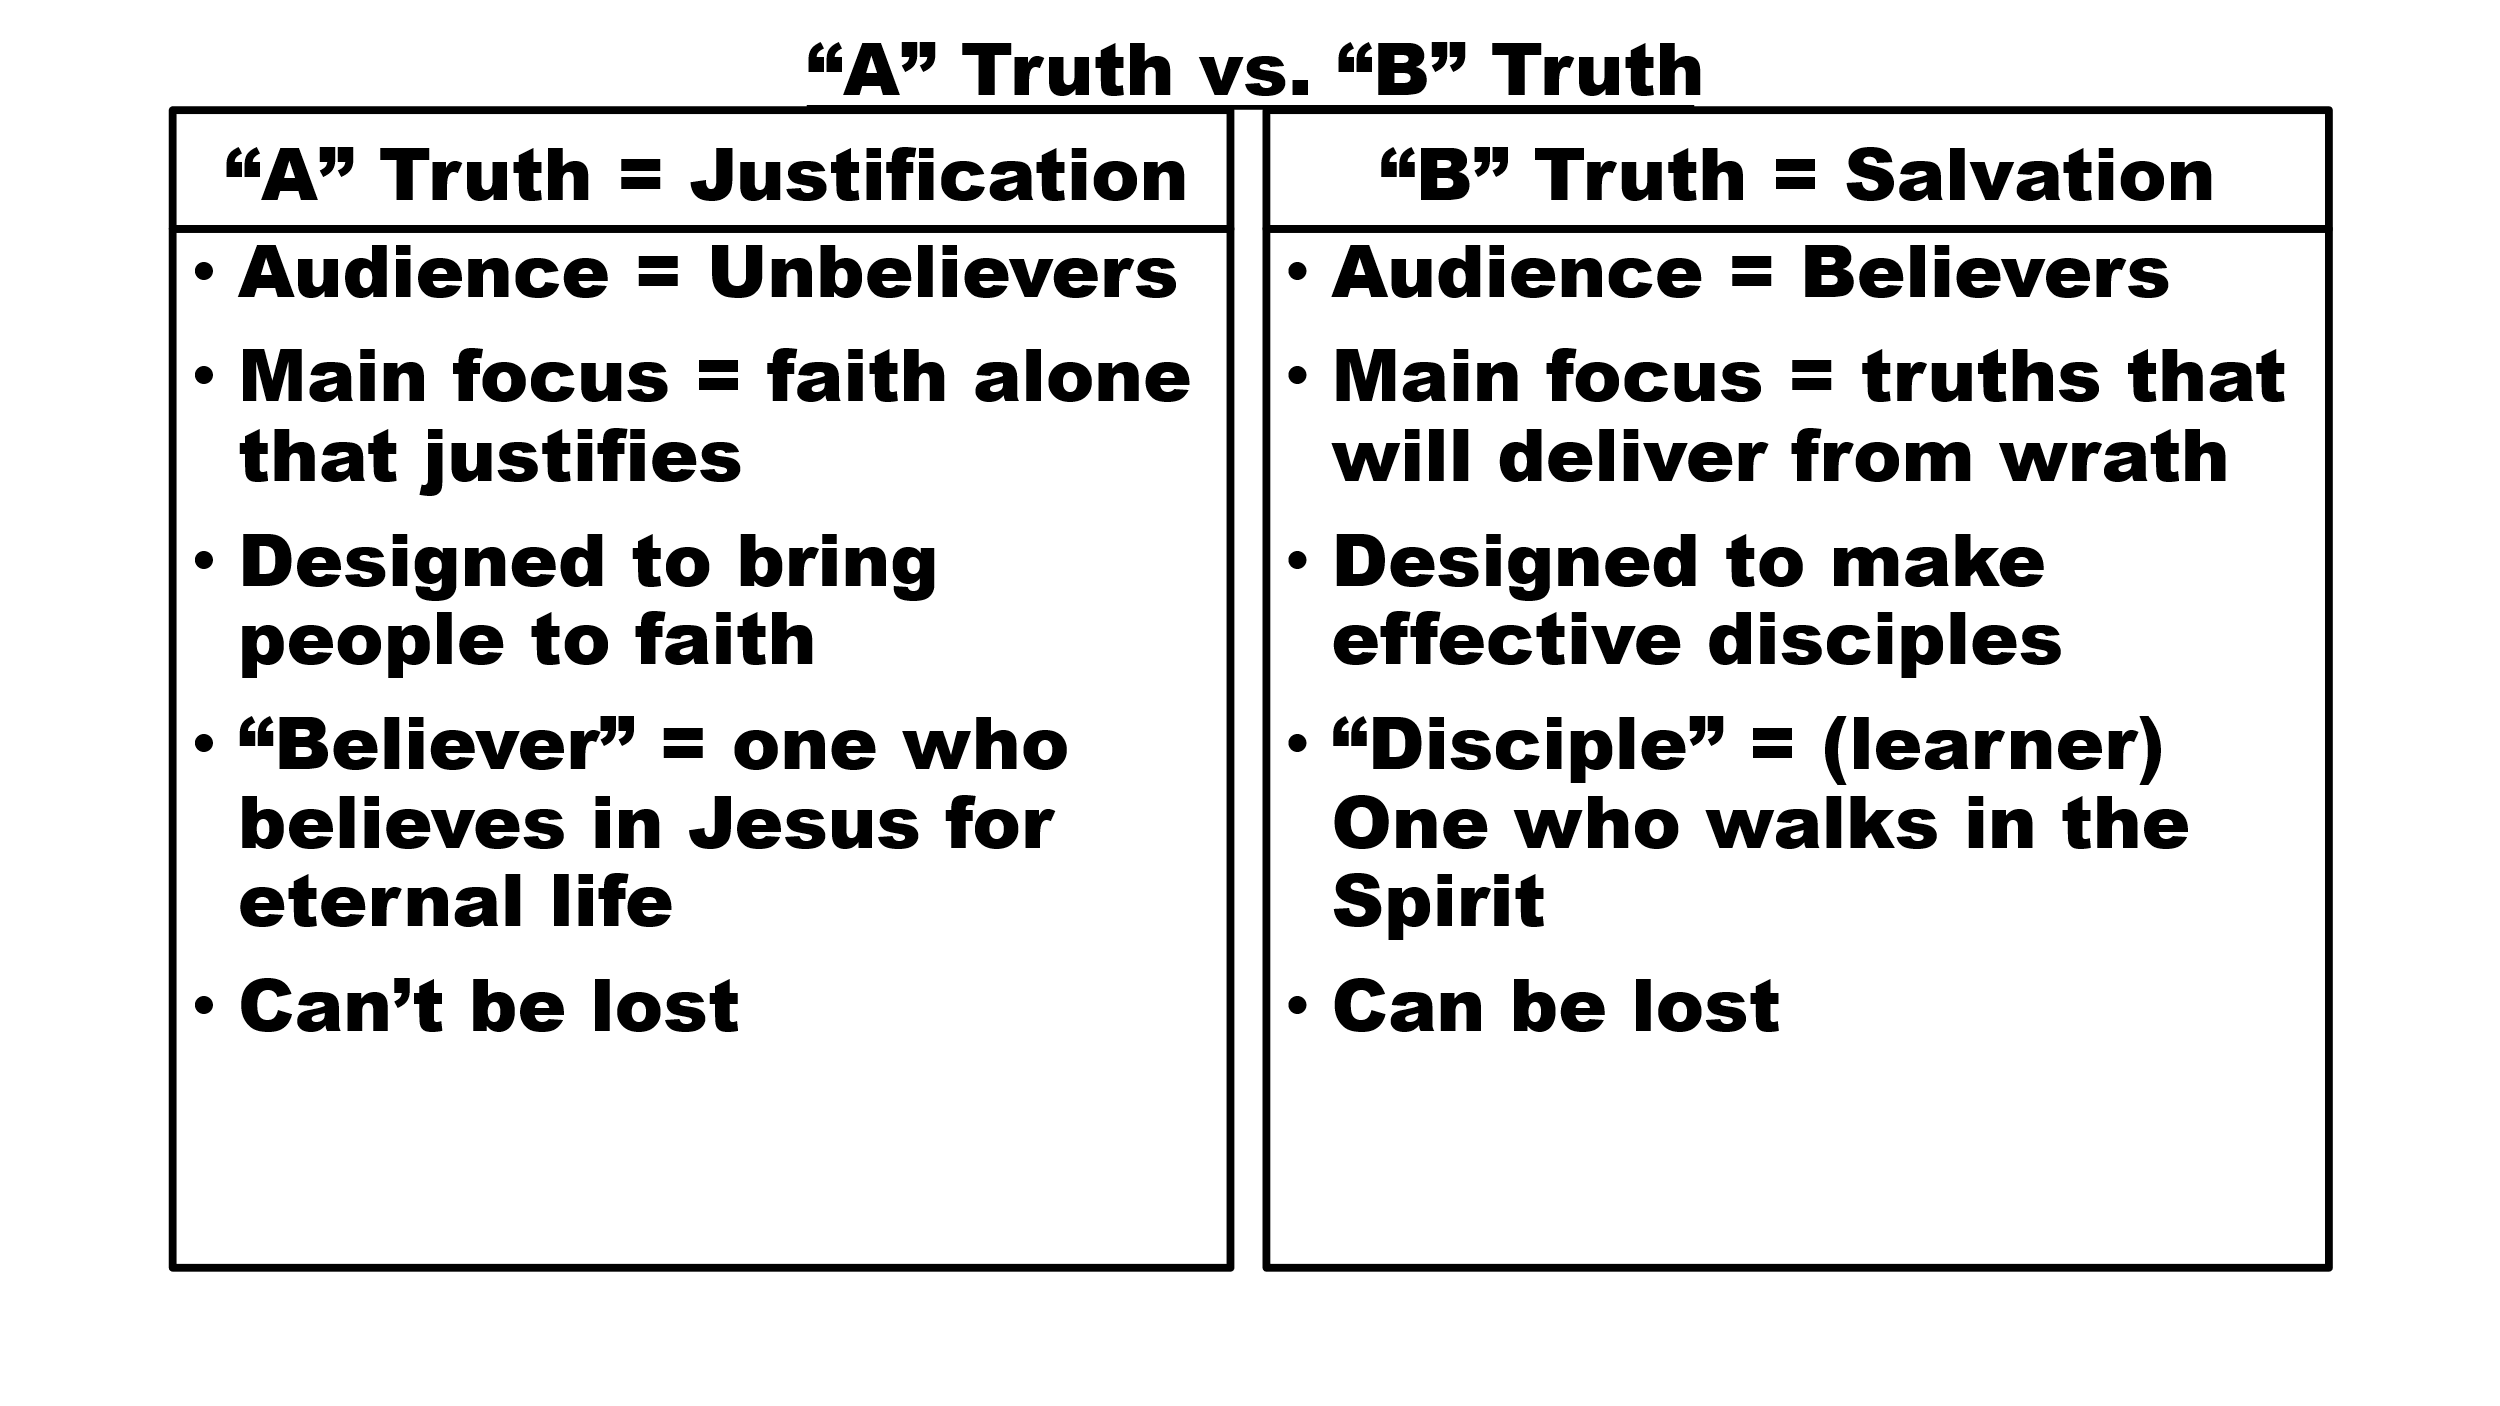 “A” Truth vs. “B” Truth
“A” Truth = Justification
• Audience = Unbelievers
• Main focus = faith alone
that justifies
• Designed to bring
people to faith
• “Believer” = one who
believes in Jesus for
eternal life
• Can’t be lost
“B” Truth = Salvation
• Audience = Believers
• Main focus = truths that
will deliver from wrath
• Designed to make
effective disciples
• “Disciple” = (learner)
One who walks in the
Spirit
• Can be lost